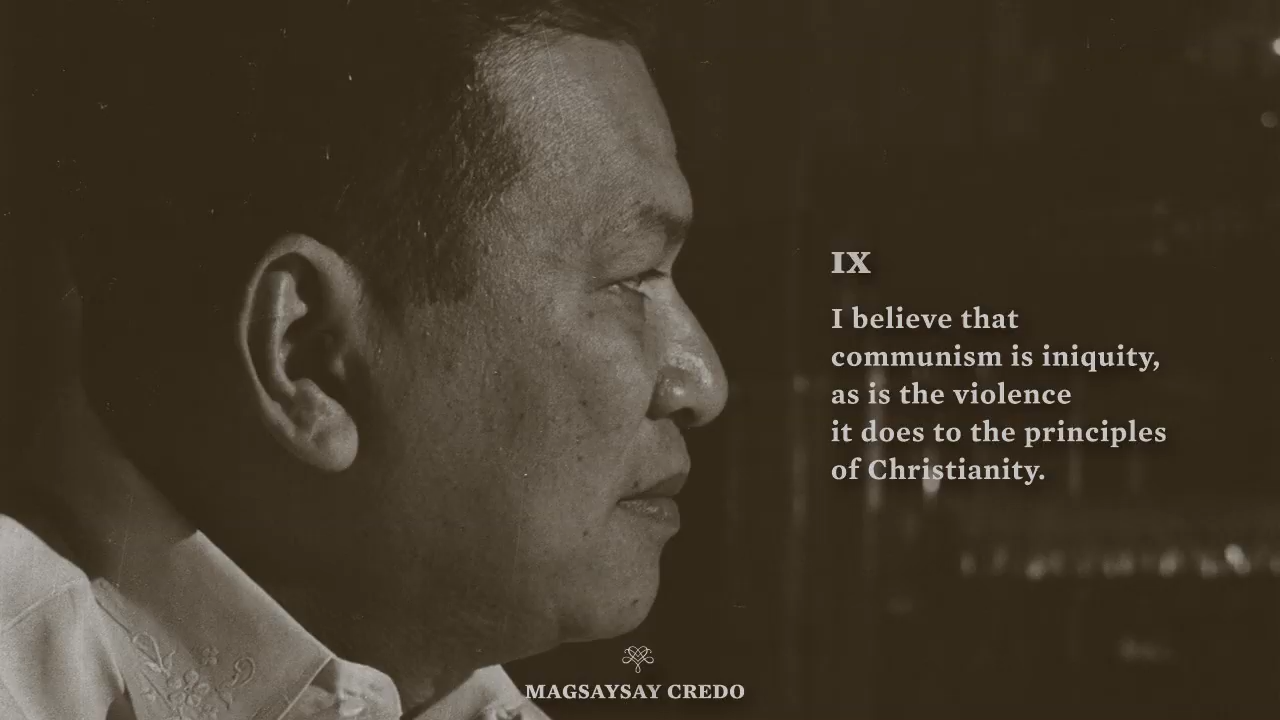 IX
I believe that
communism is iniquity,
as is the violence
it does to the principles
of Christianity.
MAGSAYSAY CREDO